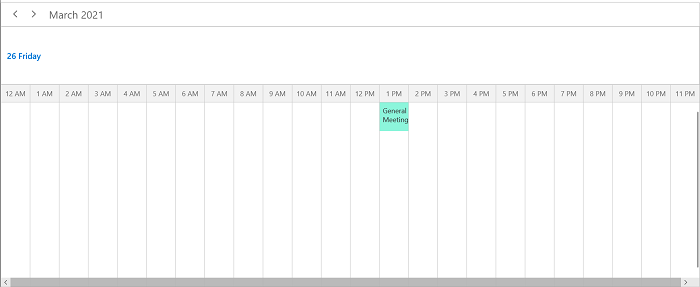 March 2021
26 Friday
12 AM 1 AM 2 AM 3 AM 4 AM 5 AM 6 AM 7 AM 8 AM 9 AM 10 AM 11 AM 12 PM 1 PM 2 PM 3 PM 4 PM 5 PM 6 PM 7 PM 8 PM 9 PM 10 PM 11 PM
General
Meeting